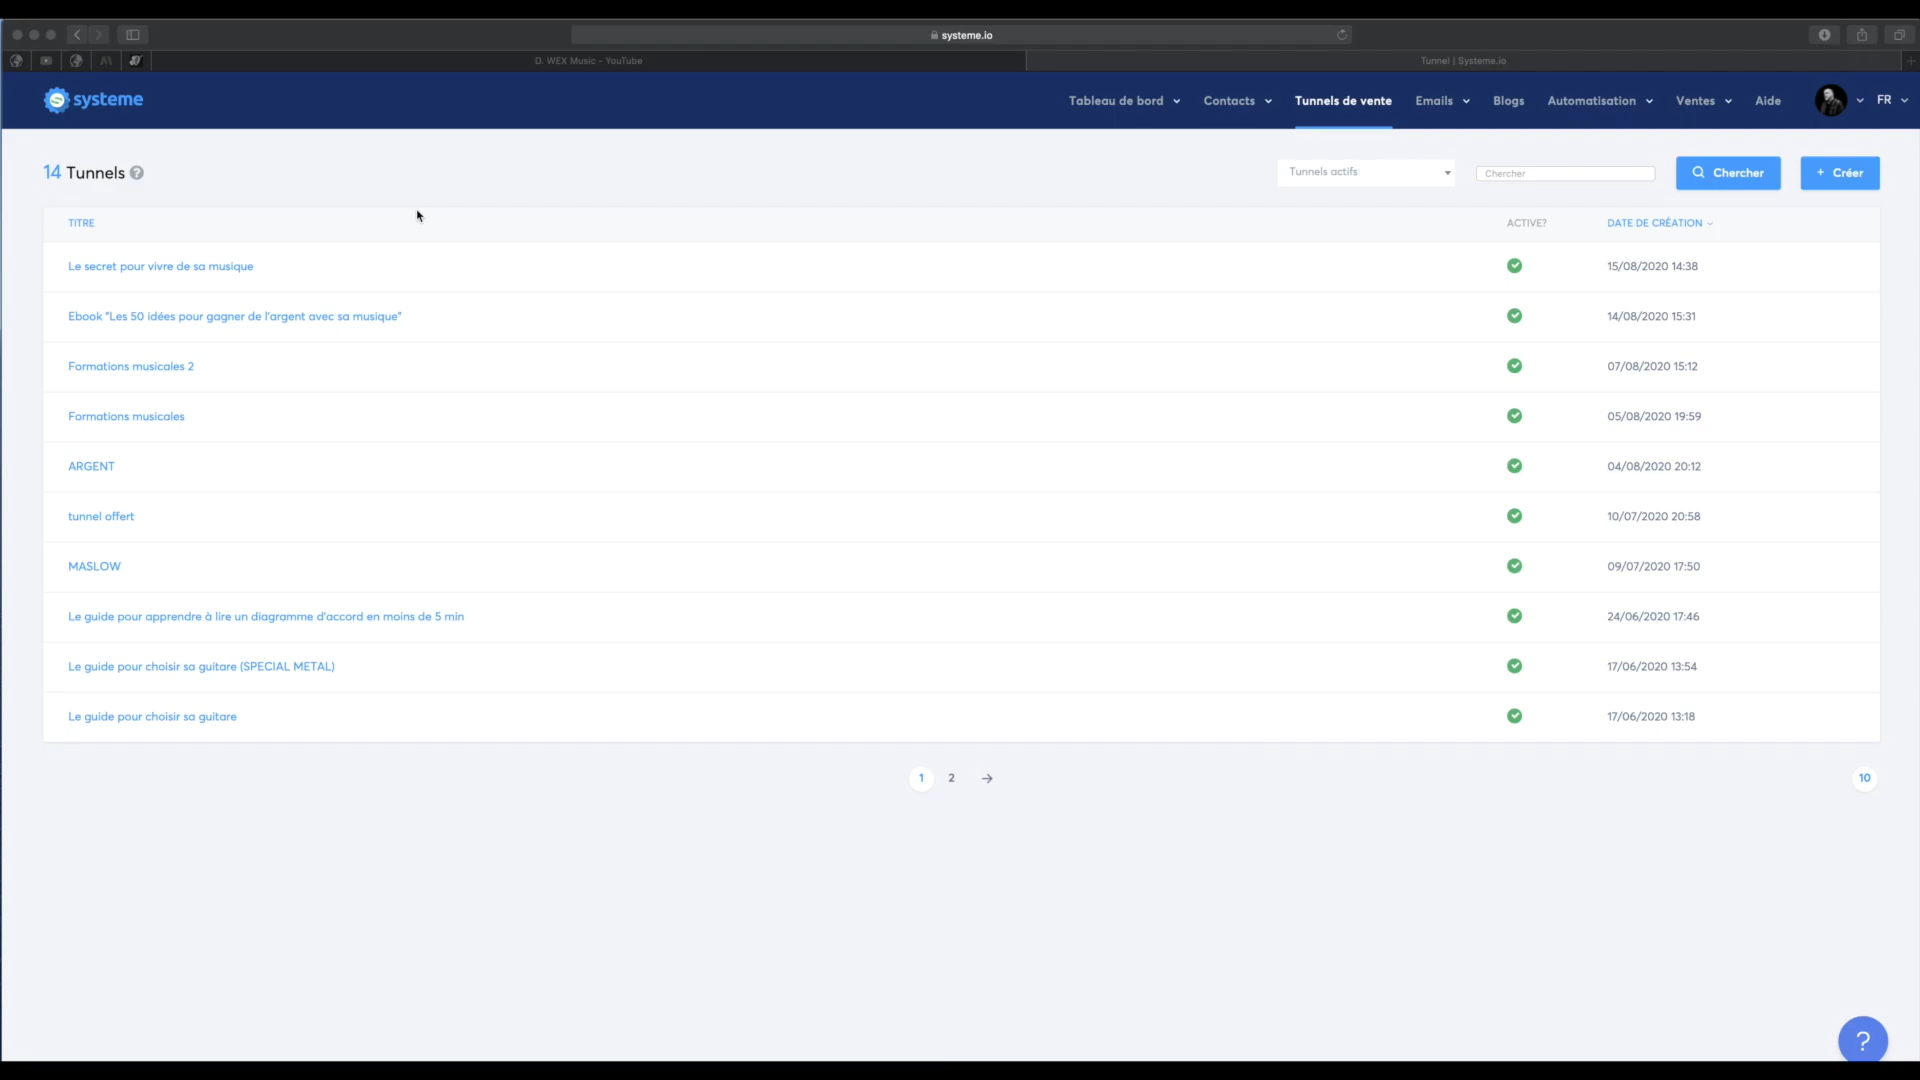 systeme.io
D. WEX Music - YouTube
Tunnel | Systeme.io
systeme
Tableau de bord
Contacts
Tunnels de vente
Emails
Blogs
Automatisation
Ventes
Aide
FR
14 Tunnels ?
Tunnels actifs
Chercher
Chercher
+ Créer
TITRE
ACTIVE?
DATE DE CRÉATION
Le secret pour vivre de sa musique
15/08/2020 14:38
Ebook "Les 50 idées pour gagner de l'argent avec sa musique"
14/08/2020 15:31
Formations musicales 2
07/08/2020 15:12
Formations musicales
05/08/2020 19:59
ARGENT
04/08/2020 20:12
tunnel offert
10/07/2020 20:58
MASLOW
09/07/2020 17:50
Le guide pour apprendre à lire un diagramme d'accord en moins de 5 min
24/06/2020 17:46
Le guide pour choisir sa guitare (SPECIAL METAL)
17/06/2020 13:54
Le guide pour choisir sa guitare
17/06/2020 13:18
1
2
10
?